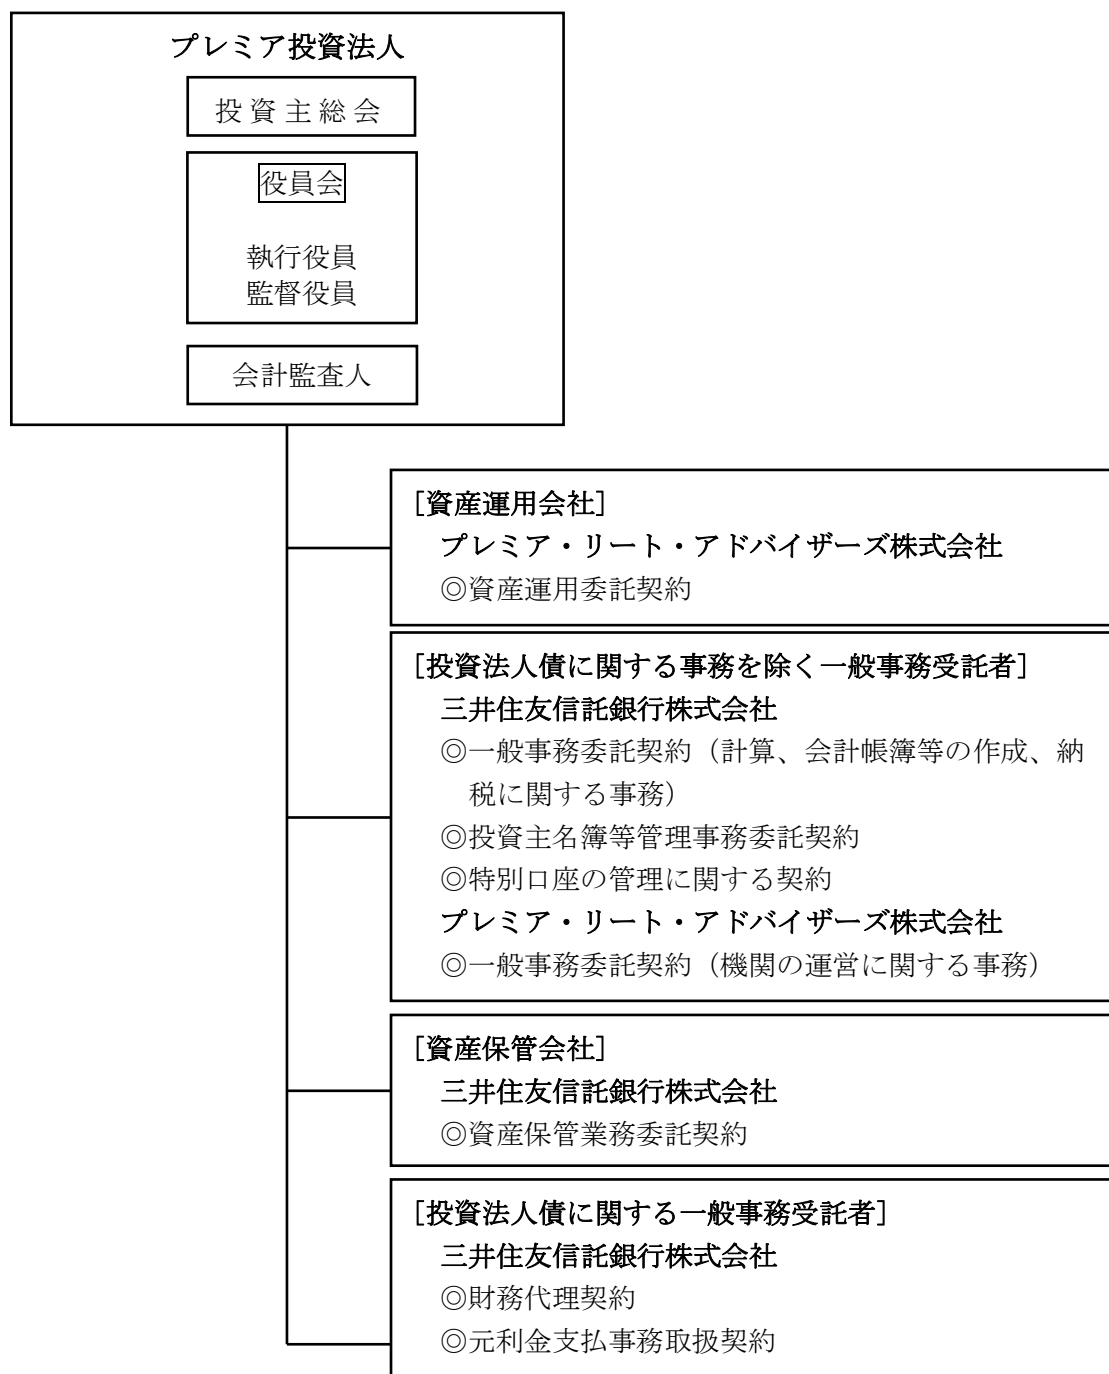 プレミア投資法人
投資主総会
役員会
執行役員
監督役員
会計監査人
［資産運用会社］
プレミア・リート・アドバイザーズ株式会社
◎資産運用委託契約
［投資法人債に関する事務を除く一般事務受託者］
三井住友信託銀行株式会社
◎一般事務委託契約（計算、会計帳簿等の作成、納
税に関する事務）
◎投資主名簿等管理事務委託契約
◎特別口座の管理に関する契約
プレミア・リート・アドバイザーズ株式会社
◎一般事務委託契約（機関の運営に関する事務）
［資産保管会社］
三井住友信託銀行株式会社
◎資産保管業務委託契約
［投資法人債に関する一般事務受託者］
三井住友信託銀行株式会社
◎財務代理契約
◎元利金支払事務取扱契約